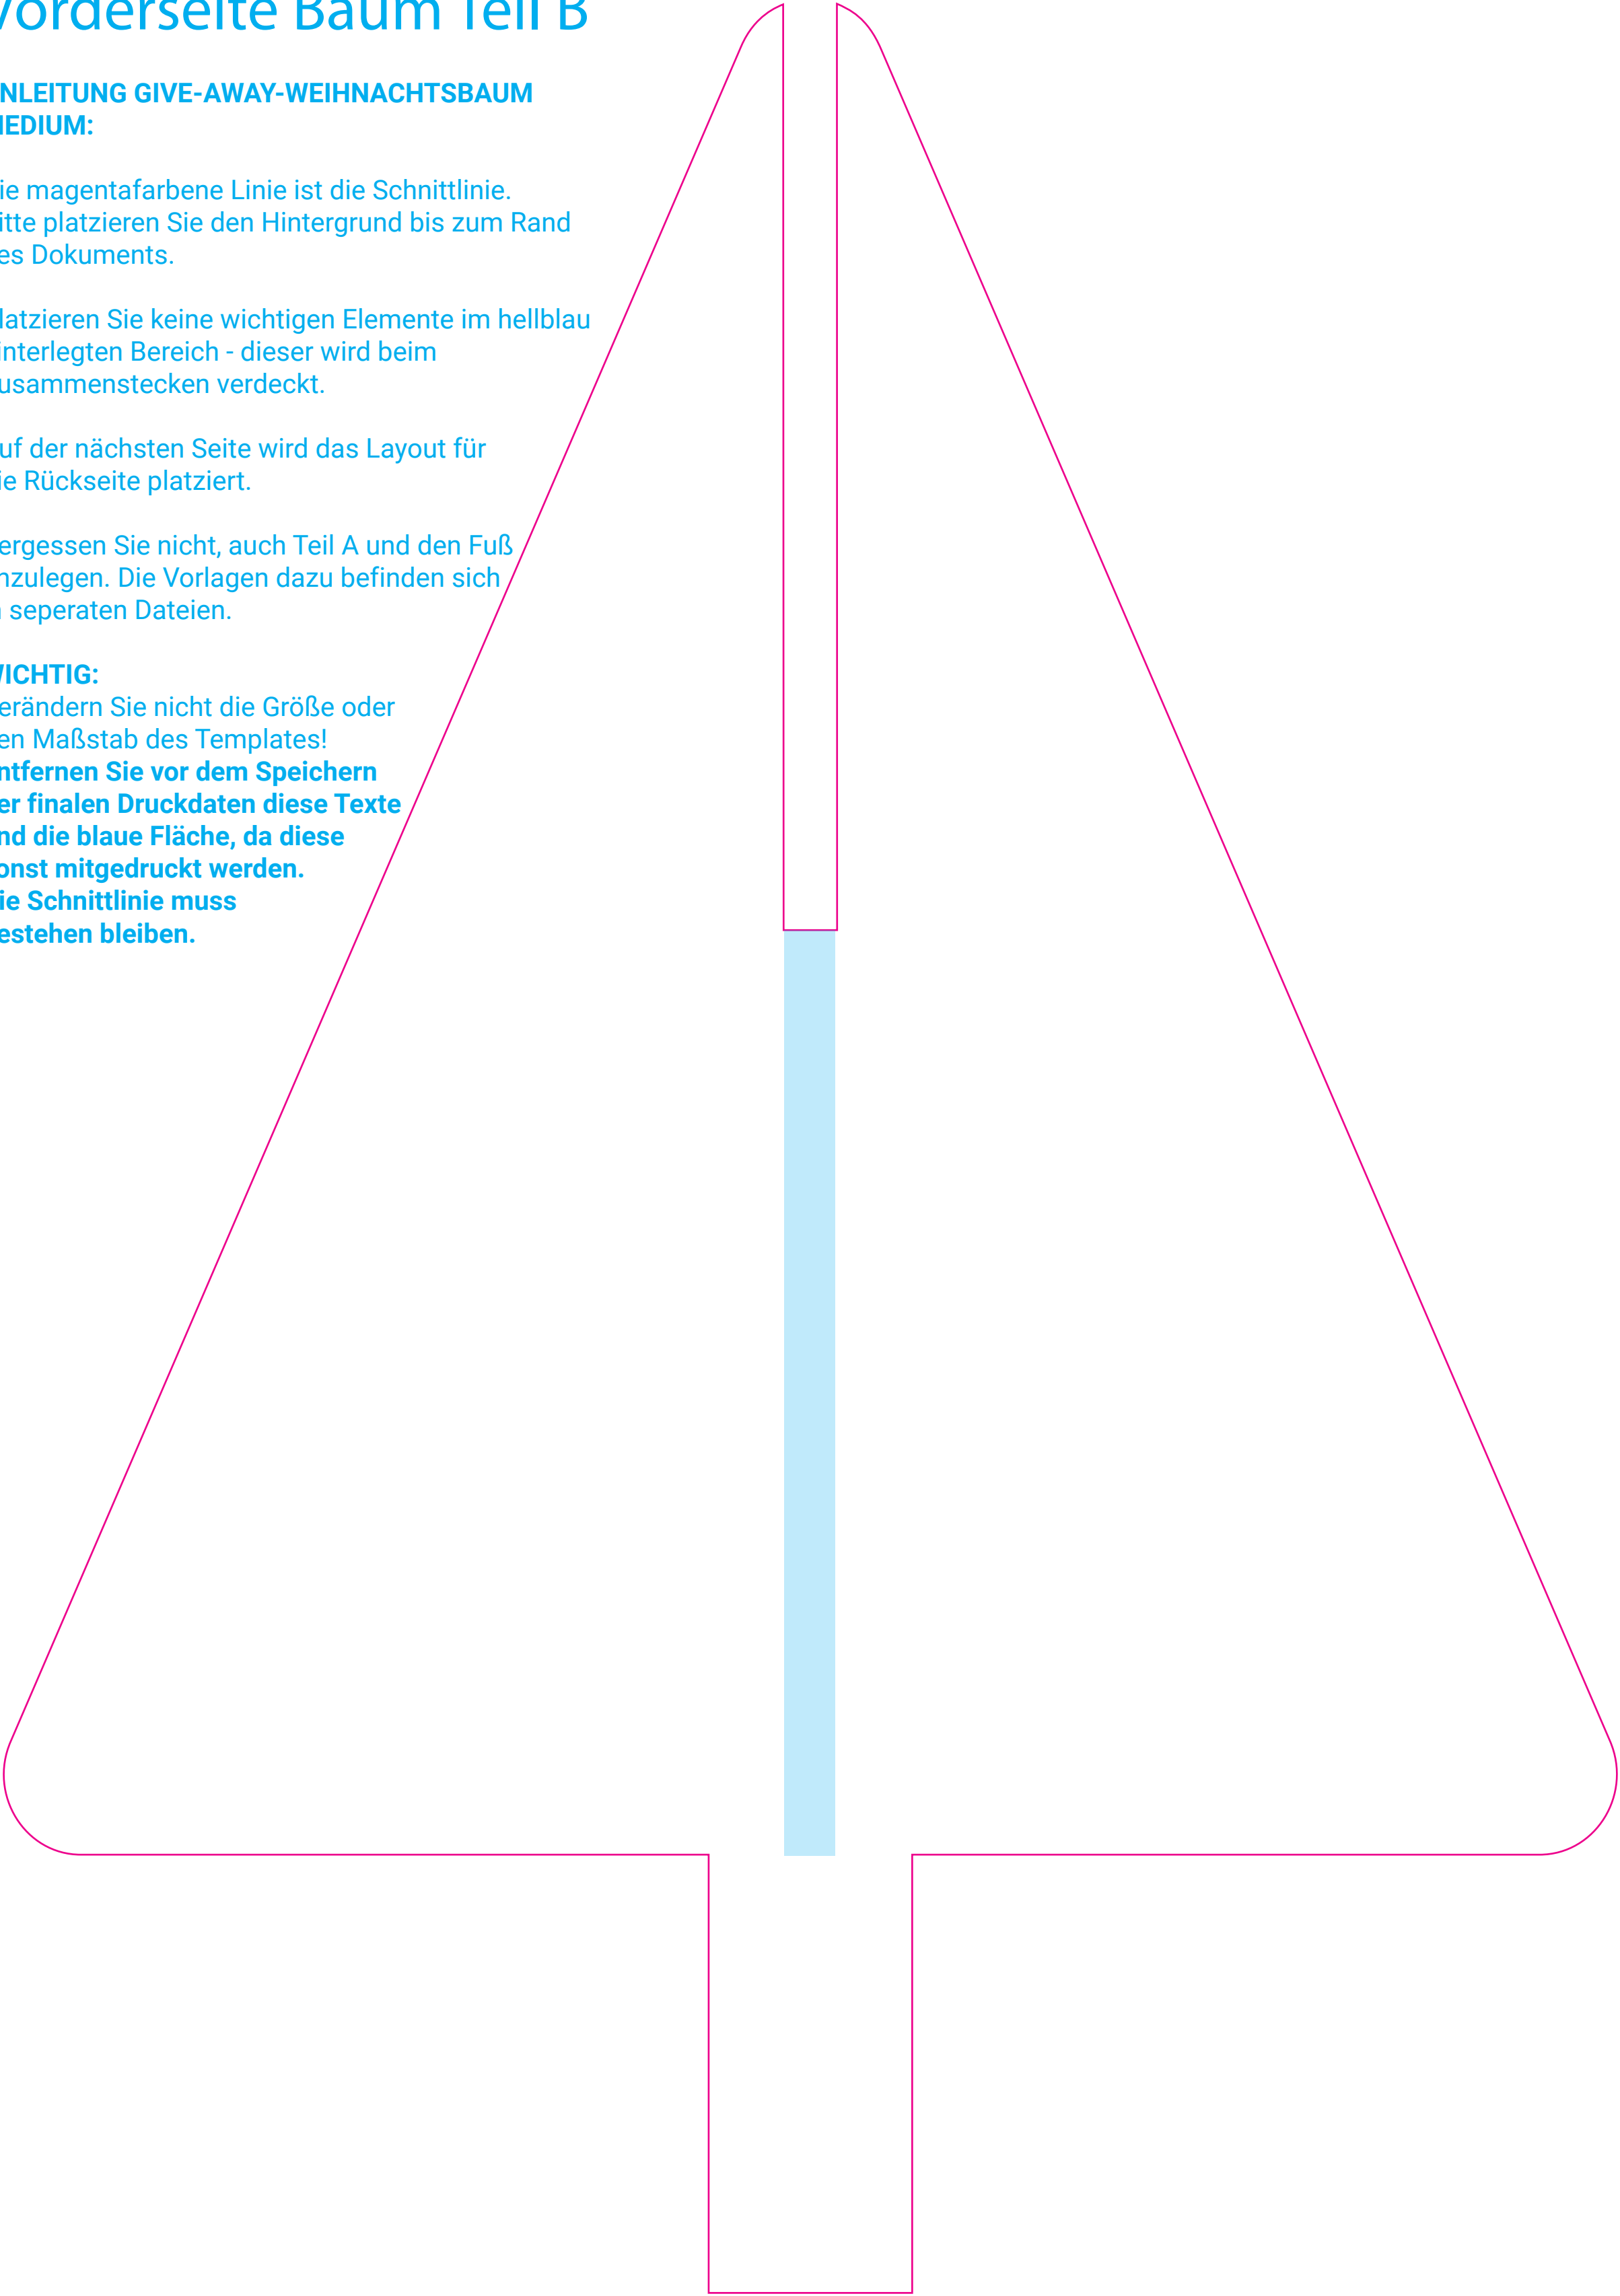 Vorderseite Baum Teil B
NLEITUNG GIVE-AWAY-WEIHNACHTSBAUM
MEDIUM:
ie magentafarbene Linie ist die Schnittlinie.
itte platzieren Sie den Hintergrund bis zum Rand
es Dokuments.
latzieren Sie keine wichtigen Elemente im hellblau
interlegten Bereich - dieser wird beim
usammenstecken verdeckt.
uf der nächsten Seite wird das Layout für
ie Rückseite platziert.
ergessen Sie nicht, auch Teil A und den Fuß
nzulegen. Die Vorlagen dazu befinden sich
n seperaten Dateien.
WICHTIG:
erändern Sie nicht die Größe oder
en Maßstab des Templates!
ntfernen Sie vor dem Speichern
er finalen Druckdaten diese Texte
nd die blaue Fläche, da diese
onst mitgedruckt werden.
ie Schnittlinie muss
estehen bleiben.